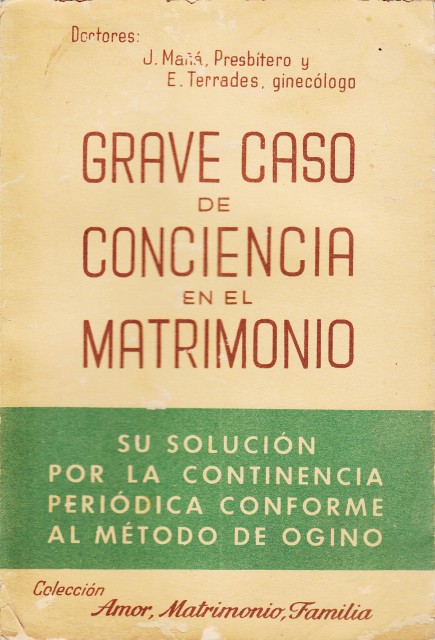 Doctores:
J. Mañá, Presbítero y
E. Terrades, ginecólogo
GRAVE CASO
DE
CONCIENCIA
EN EL
MATRIMONIO
SU SOLUCIÓN
POR LA CONTINENCIA
PERIÓDICA CONFORME
AL MÉTODO DE OGINO
Colección
Amor, Matrimonio, Familia